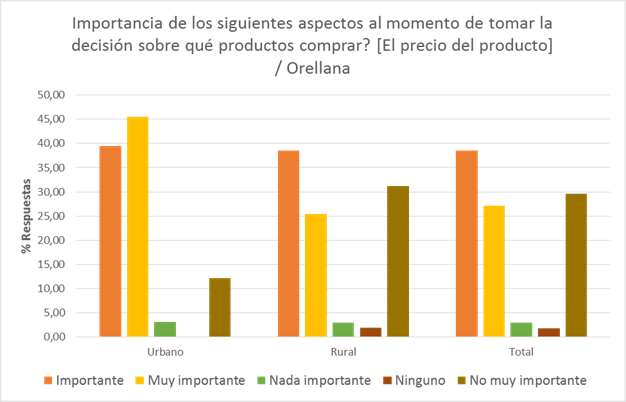 Importancia de los siguientes aspectos al momento de tomar la
decisión sobre qué productos comprar? [El precio del producto]
/ Orellana
50,00
45,00
40,00
35,00
30,00
25,00
20,00
15,00
10,00
5,00
0,00
% Respuestas
Urbano Rural Total
Importante Muy importante Nada importante Ninguno No muy importante